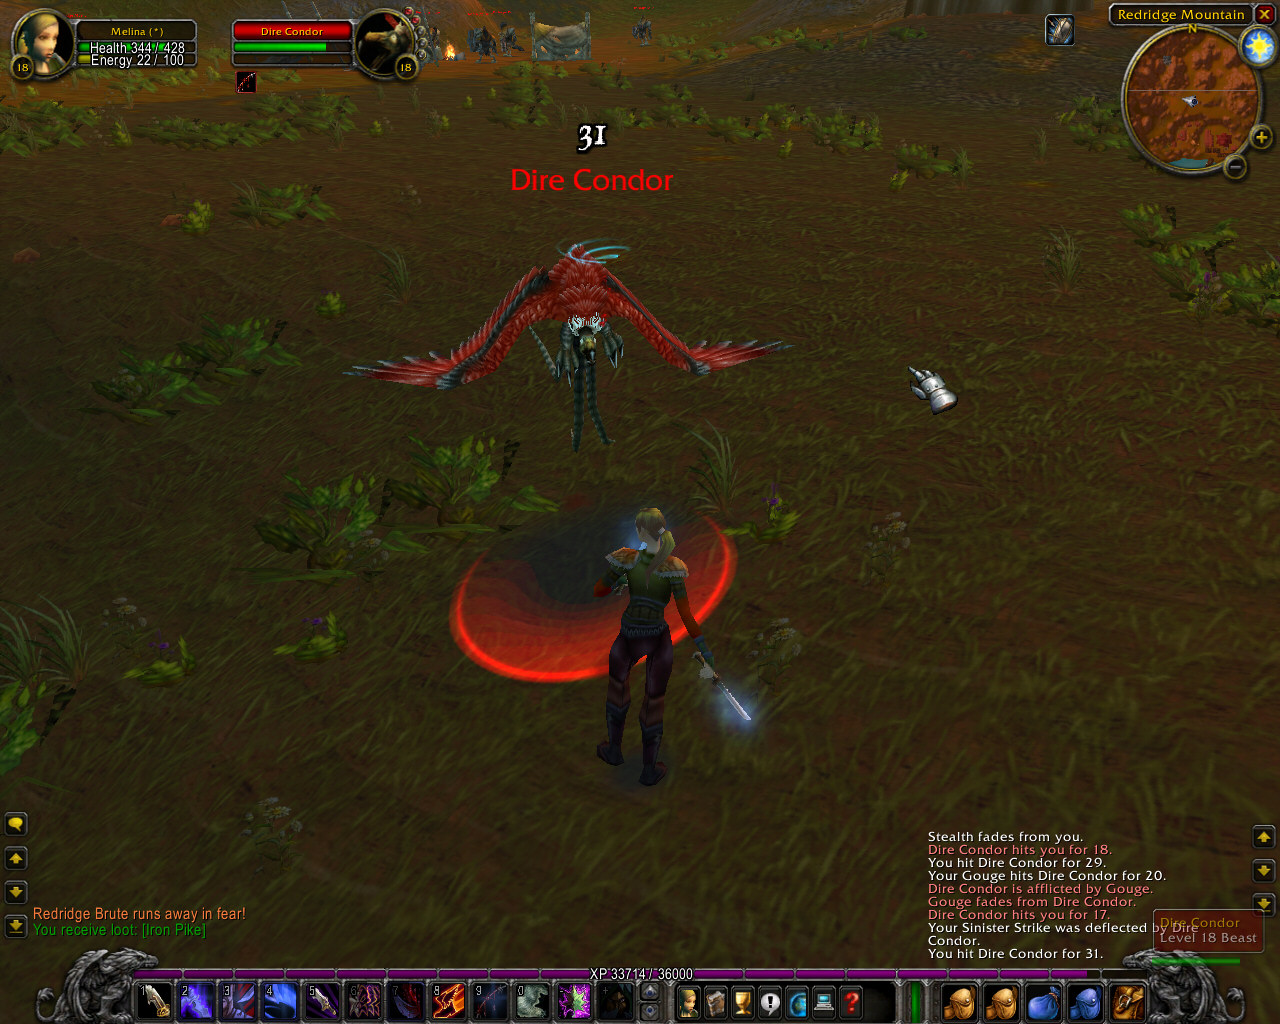 Melina (*)
Health 344 / 428
Energy 22 / 100
18
Dire Condor
18
Redridge Mountain
N
31
Dire Condor
Stealth fades from you.
Dire Condor hits you for 18.
You hit Dire Condor for 29.
Your Gouge hits Dire Condor for 20.
Dire Condor is afflicted by Gouge.
Gouge fades from Dire Condor.
Dire Condor hits you for 17.
Your Sinister Strike was deflected by Dire
Condor.
You hit Dire Condor for 31.
Redridge Brute runs away in fear!
You receive loot: [Iron Pike]
Dire Condor
Level 18 Beast
XP 33714 / 36000
1 2 3 4 5 6 7 8 9 0 - +